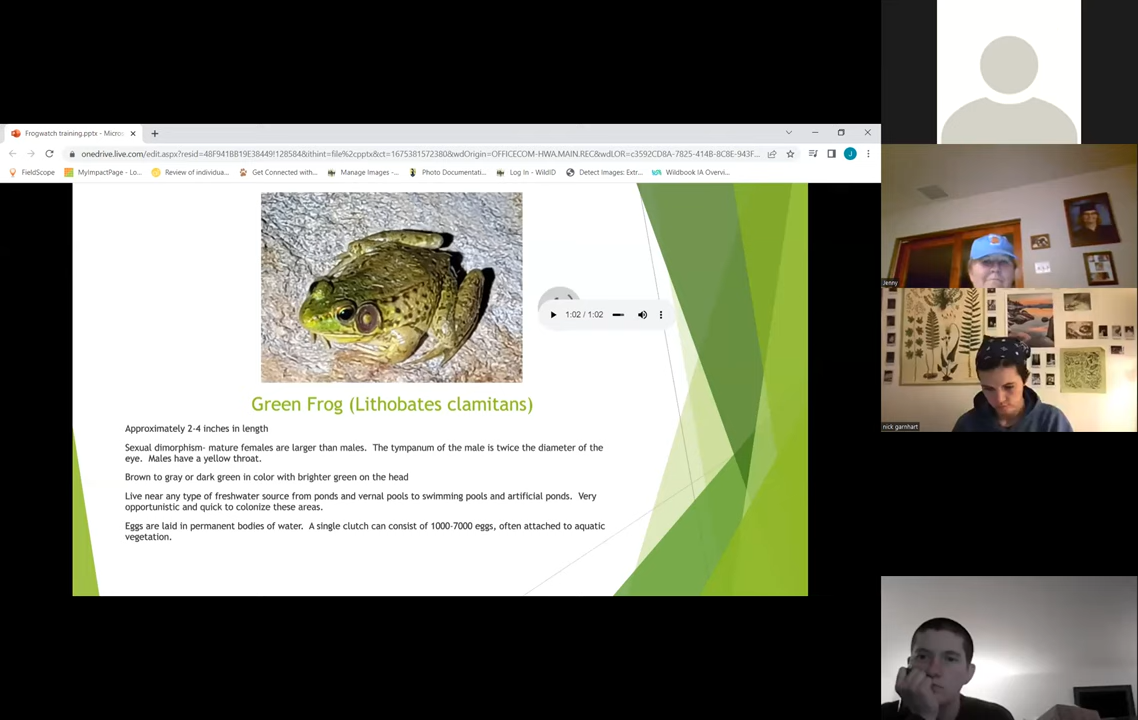 Frogwatch training.pptx - Micros
onedrive.live.com/edit.aspx?resid=48F941BB19E38449!128584&ithint=file%2cpptx&ct=1675381572380&wdOrigin=OFFICECOM-HWA.MAIN.REC&wdLOR=c3592CD8A-7825-414B-8C8E-943F...
FieldScope MyImpactPage - Lo... Review of individua... Get Connected with... Manage Images -... Photo Documentati... Log In - WildID Detect Images: Extr... Wildbook IA Overvi...
J
1:02 / 1:02
Jenny
Green Frog (Lithobates clamitans)
Approximately 2-4 inches in length
nick garnhart
Sexual dimorphism- mature females are larger than males. The tympanum of the male is twice the diameter of the
eye. Males have a yellow throat.
Brown to gray or dark green in color with brighter green on the head
Live near any type of freshwater source from ponds and vernal pools to swimming pools and artificial ponds. Very
opportunistic and quick to colonize these areas.
Eggs are laid in permanent bodies of water. A single clutch can consist of 1000-7000 eggs, often attached to aquatic
vegetation.